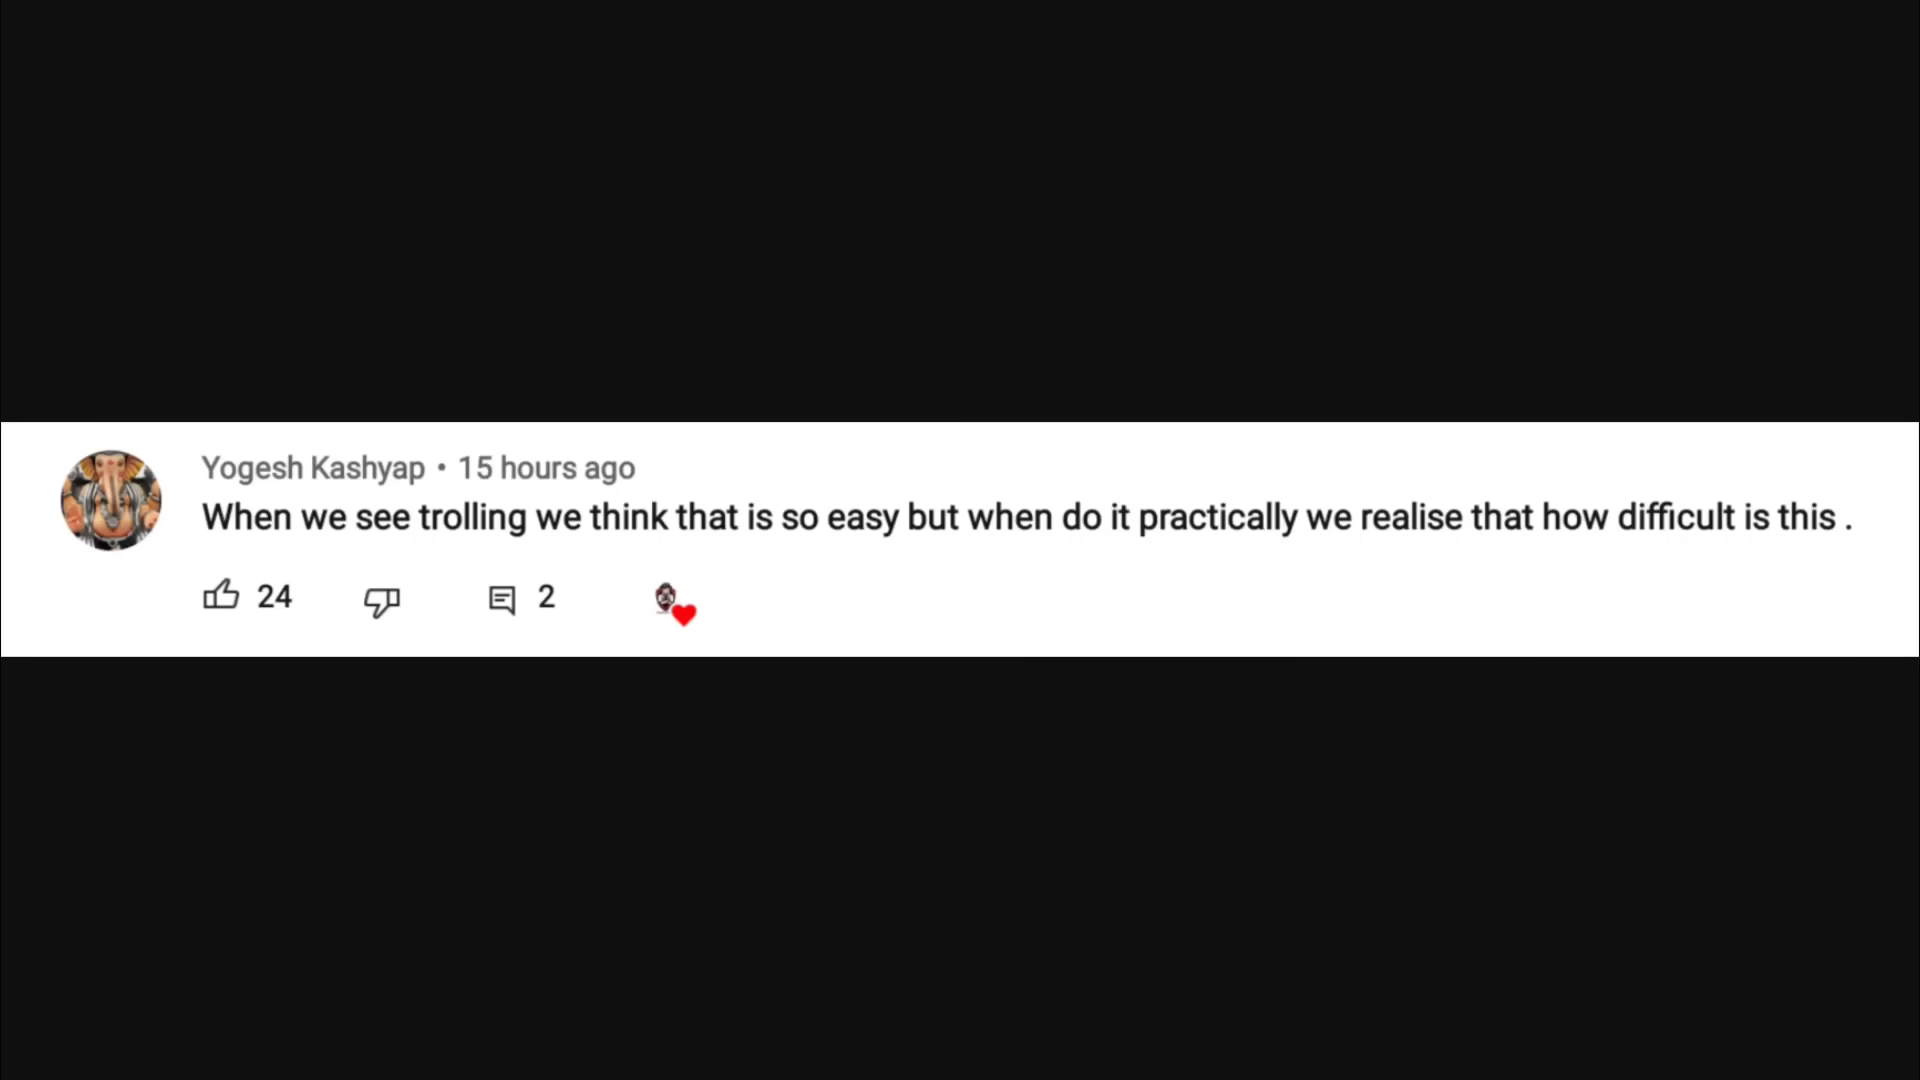 Yogesh Kashyap • 15 hours ago
When we see trolling we think that is so easy but when do it practically we realise that how difficult is this .
24 2